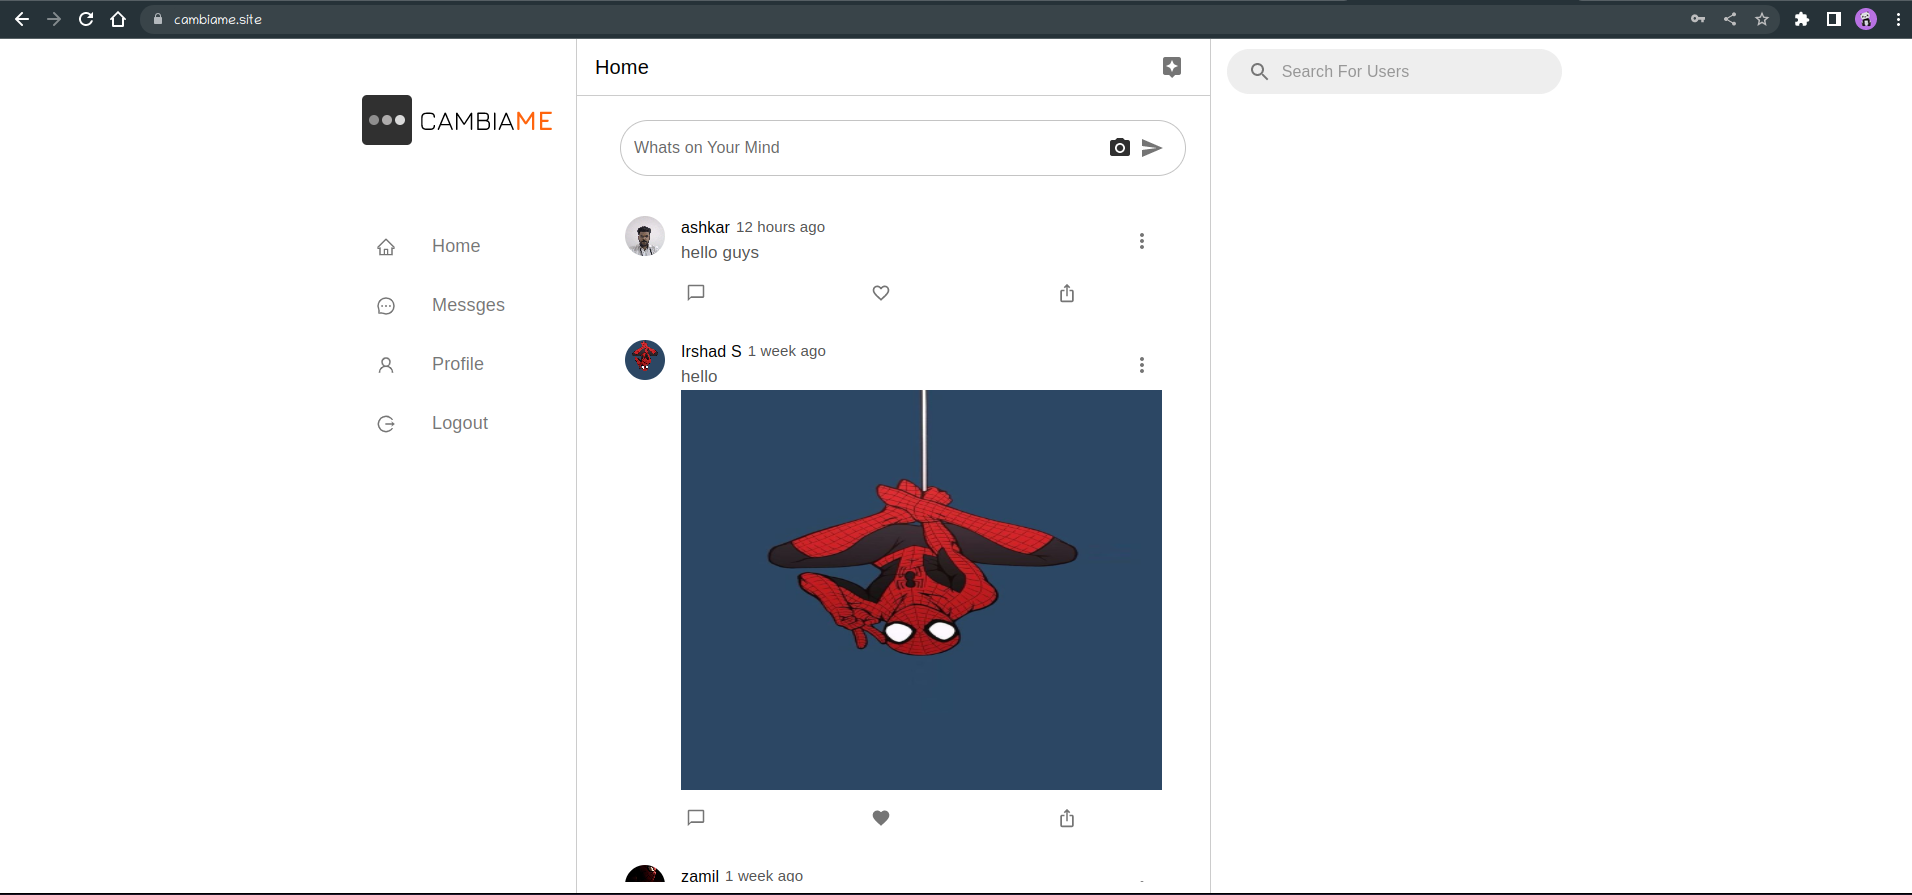 cambiame.site
CAMBIAME
Home
Messges
Profile
Logout
Home
Whats on Your Mind
ashkar 12 hours ago
hello guys
Irshad S 1 week ago
hello
zamil 1 week ago
Search For Users